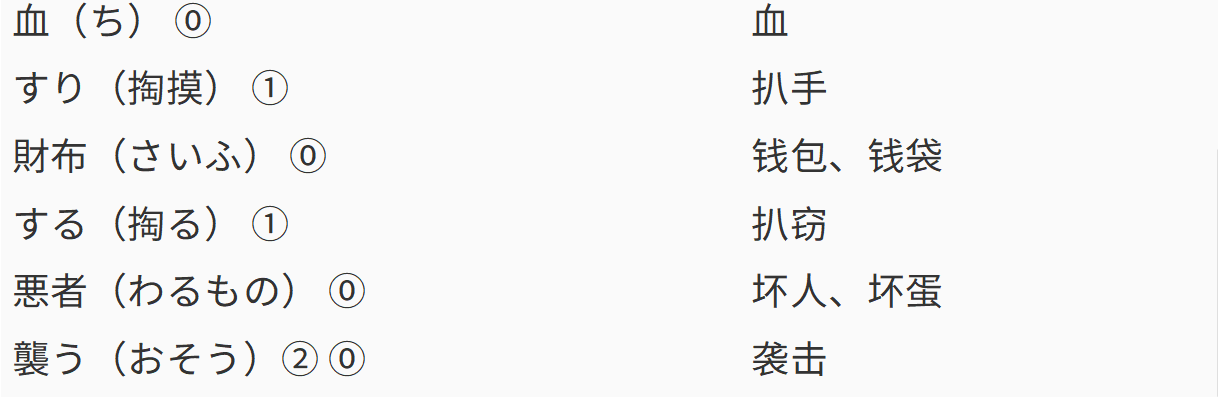 血（ち） ⓪ 血
すり（掏摸） ① 扒手
財布（さいふ） ⓪ 钱包、钱袋
する（掏る） ① 扒窃
悪者（わるもの） ⓪ 坏人、坏蛋
襲う（おそう）② ⓪ 袭击